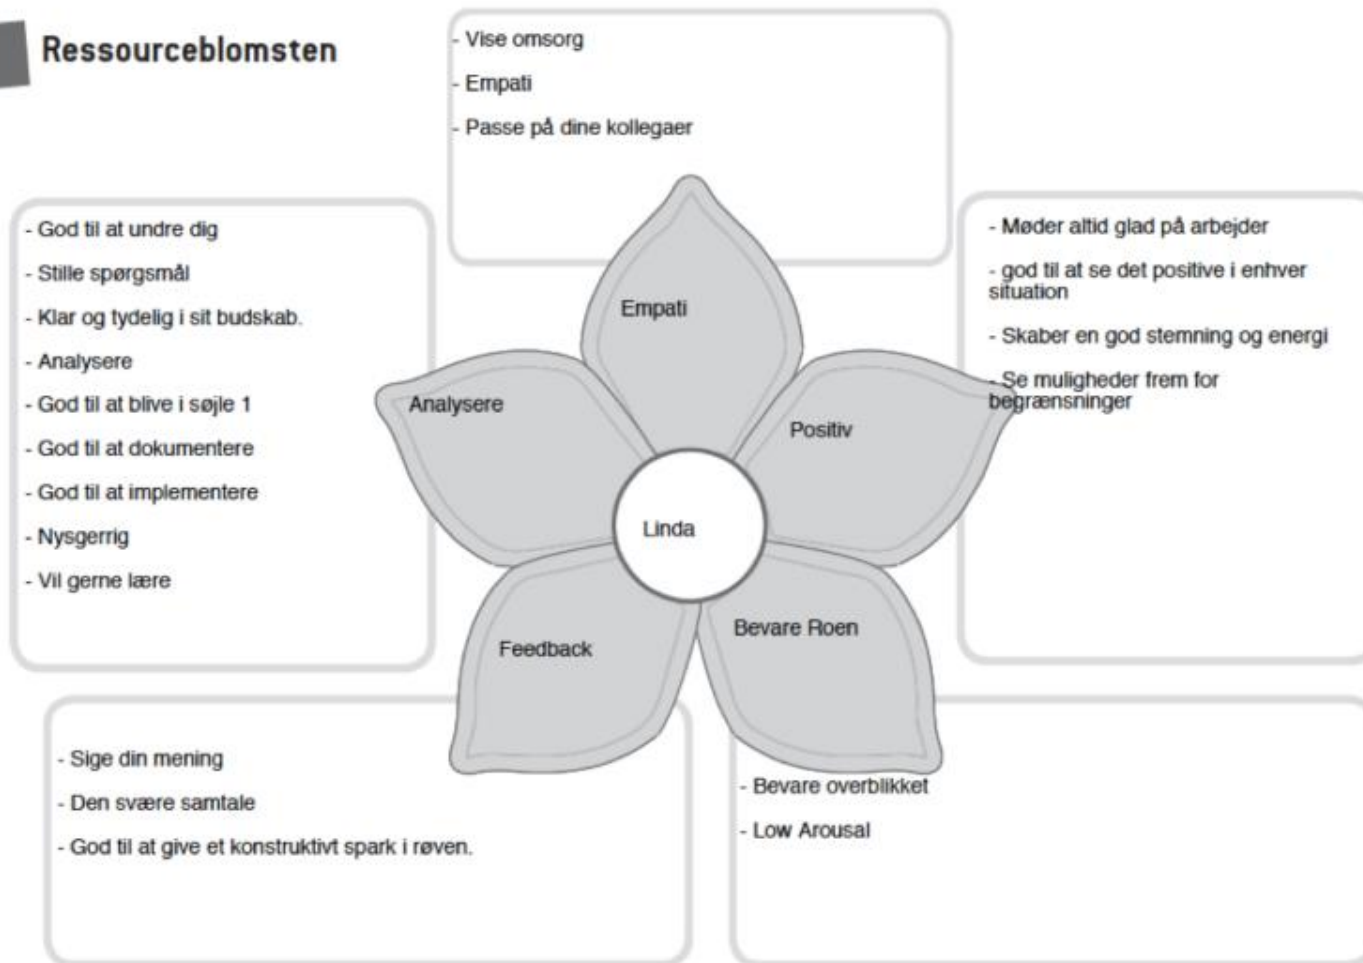 Ressourceblomsten
- Vise omsorg
- Empati
- Passe på dine kollegaer
- God til at undre dig
- Stille spørgsmål
- Klar og tydelig i sit budskab.
- Analysere
- God til at blive i søjle 1
- God til at dokumentere
- God til at implementere
- Nysgerrig
- Vil gerne lære
- Møder altid glad på arbejder
- god til at se det positive i enhver
situation
- Skaber en god stemning og energi
- Se muligheder frem for
begrænsninger
Empati
Analysere
Positiv
Linda
Feedback
Bevare Roen
- Sige din mening
- Den svære samtale
- God til at give et konstruktivt spark i røven.
- Bevare overblikket
- Low Arousal